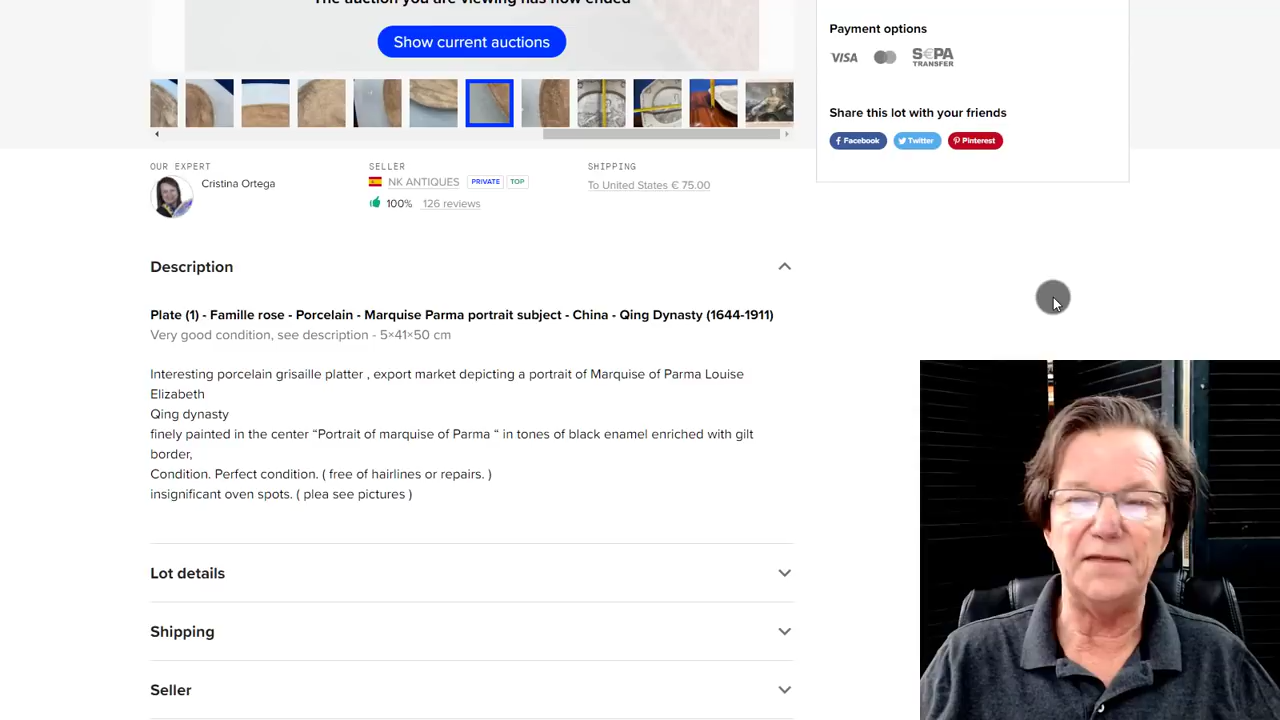 The auction you are viewing has now ended
Show current auctions
Payment options
VISA
S€PA
TRANSFER
Share this lot with your friends
Facebook
Twitter
Pinterest
OUR EXPERT
Cristina Ortega
SELLER
NK ANTIQUES PRIVATE TOP
100% 126 reviews
SHIPPING
To United States € 75.00
Description
Plate (1) - Famille rose - Porcelain - Marquise Parma portrait subject - China - Qing Dynasty (1644-1911)
Very good condition, see description - 5×41×50 cm
Interesting porcelain grisaille platter , export market depicting a portrait of Marquise of Parma Louise
Elizabeth
Qing dynasty
finely painted in the center “Portrait of marquise of Parma “ in tones of black enamel enriched with gilt
border,
Condition. Perfect condition. ( free of hairlines or repairs. )
insignificant oven spots. ( plea see pictures )
Lot details
Shipping
Seller